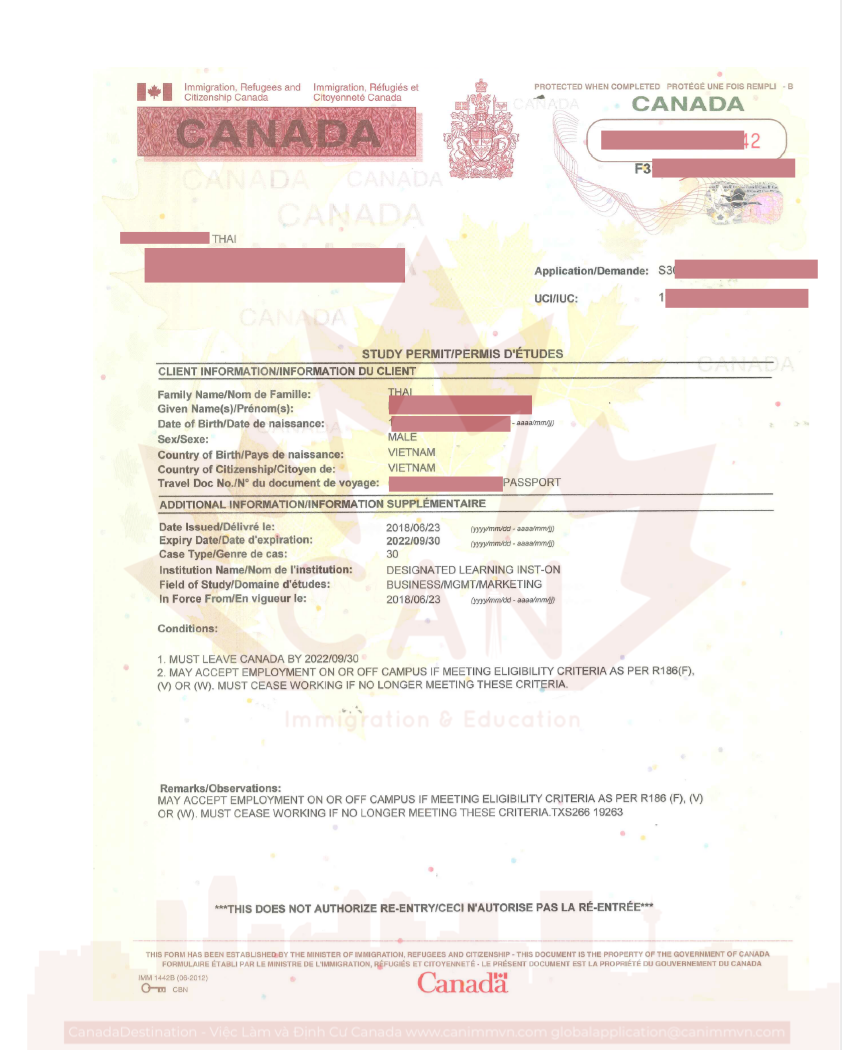 Immigration, Refugees and Immigration, Réfugiés et
Citizenship Canada Citoyenneté Canada
PROTECTED WHEN COMPLETED PROTÉGÉ UNE FOIS REMPLI - B
CANADA
CANADA
CANADA
42
F3
CANADA CANADA
CANADA
THAI
Application/Demande: S30
UCI/IUC: 1
CANADA
STUDY PERMIT/PERMIS D'ÉTUDES
CANADA
CLIENT INFORMATION/INFORMATION DU CLIENT
Family Name/Nom de Famille: THAI
Given Name(s)/Prénom(s):
Date of Birth/Date de naissance: - aaaa/mm/jj)
Sex/Sexe: MALE
Country of Birth/Pays de naissance: VIETNAM
Country of Citizenship/Citoyen de: VIETNAM
Travel Doc No./N° du document de voyage: PASSPORT
ADDITIONAL INFORMATION/INFORMATION SUPPLÉMENTAIRE
Date Issued/Délivré le: 2018/06/23 (yyyy/mm/dd - aaaa/mm/jj)
Expiry Date/Date d'expiration: 2022/09/30 (yyyy/mm/dd - aaaa/mm/jj)
Case Type/Genre de cas: 30
Institution Name/Nom de l'institution: DESIGNATED LEARNING INST-ON
Field of Study/Domaine d'études: BUSINESS/MGMT/MARKETING
In Force From/En vigueur le: 2018/06/23 (yyyy/mm/dd - aaaa/mm/jj)
CAN
Conditions:
1. MUST LEAVE CANADA BY 2022/09/30
2. MAY ACCEPT EMPLOYMENT ON OR OFF CAMPUS IF MEETING ELIGIBILITY CRITERIA AS PER R186(F),
(V) OR (W). MUST CEASE WORKING IF NO LONGER MEETING THESE CRITERIA.
Immigration & Education
Remarks/Observations:
MAY ACCEPT EMPLOYMENT ON OR OFF CAMPUS IF MEETING ELIGIBILITY CRITERIA AS PER R186 (F), (V)
OR (W). MUST CEASE WORKING IF NO LONGER MEETING THESE CRITERIA.TXS266 19263
***THIS DOES NOT AUTHORIZE RE-ENTRY/CECI N'AUTORISE PAS LA RÉ-ENTRÉE***
THIS FORM HAS BEEN ESTABLISHED BY THE MINISTER OF IMMIGRATION, REFUGEES AND CITIZENSHIP - THIS DOCUMENT IS THE PROPERTY OF THE GOVERNMENT OF CANADA
FORMULAIRE ÉTABLI PAR LE MINISTRE DE L'IMMIGRATION, RÉFUGIÉS ET CITOYENNETÉ - LE PRÉSENT DOCUMENT EST LA PROPRIÉTÉ DU GOUVERNEMENT DU CANADA
IMM 1442B (06-2012)
CBN
Canada
CanadaDestination - Việc Làm và Định Cư Canada www.canimmvn.com globalapplication@canimmvn.com